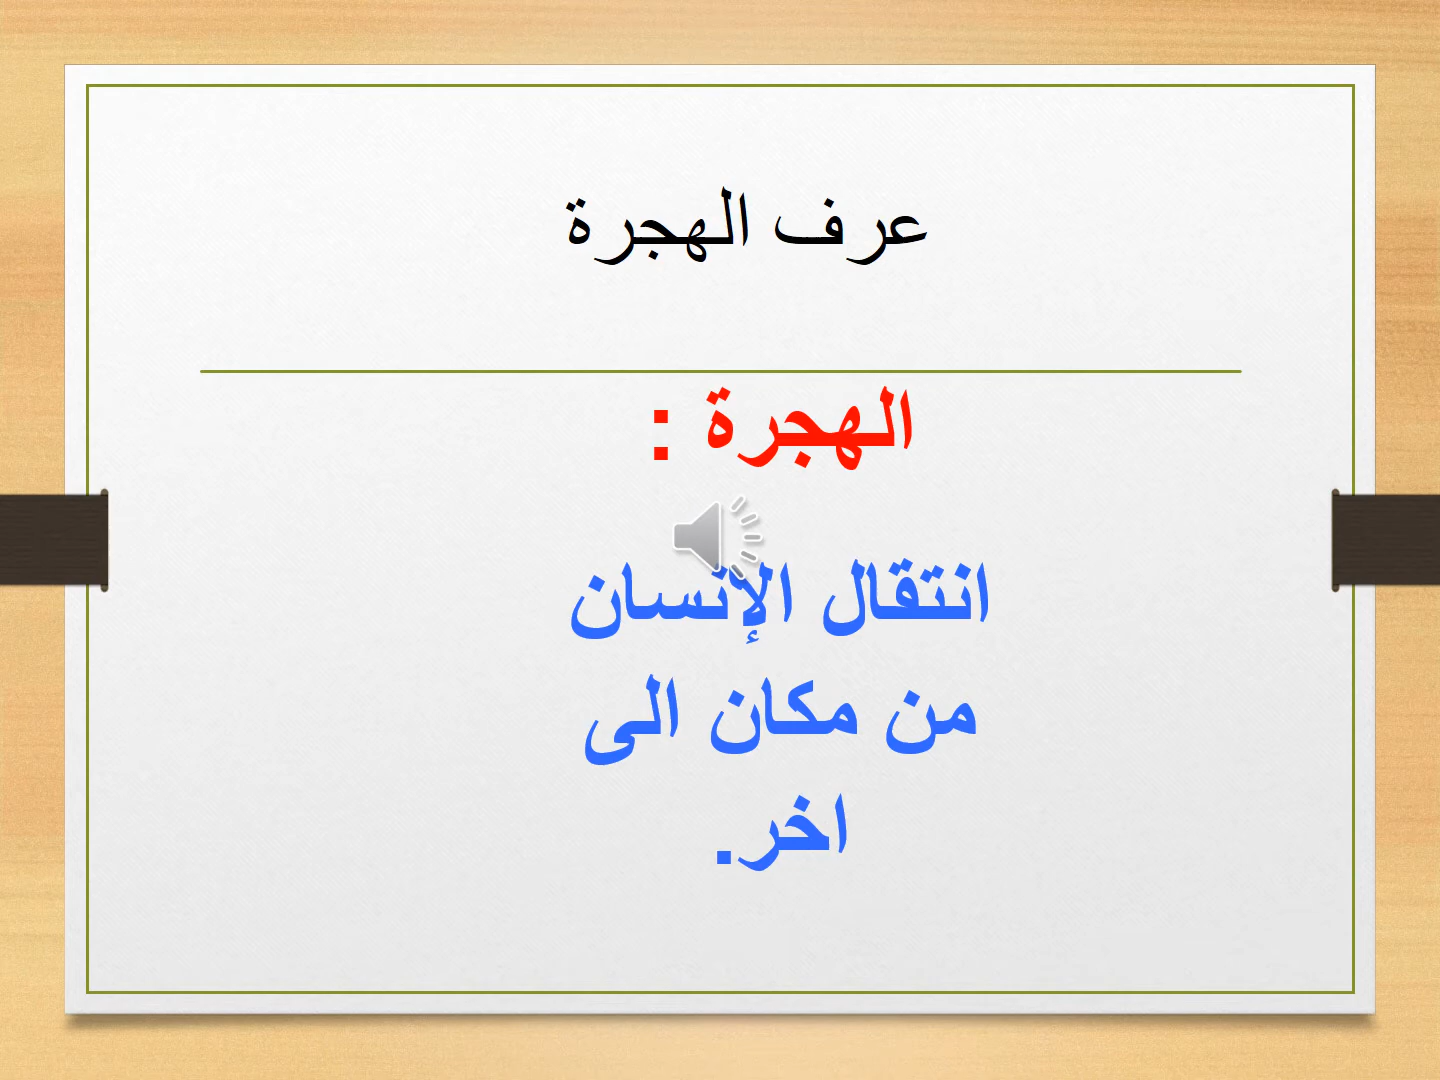 عرف الهجرة
الهجرة :
انتقال الإنسان
من مكان الى
اخر.